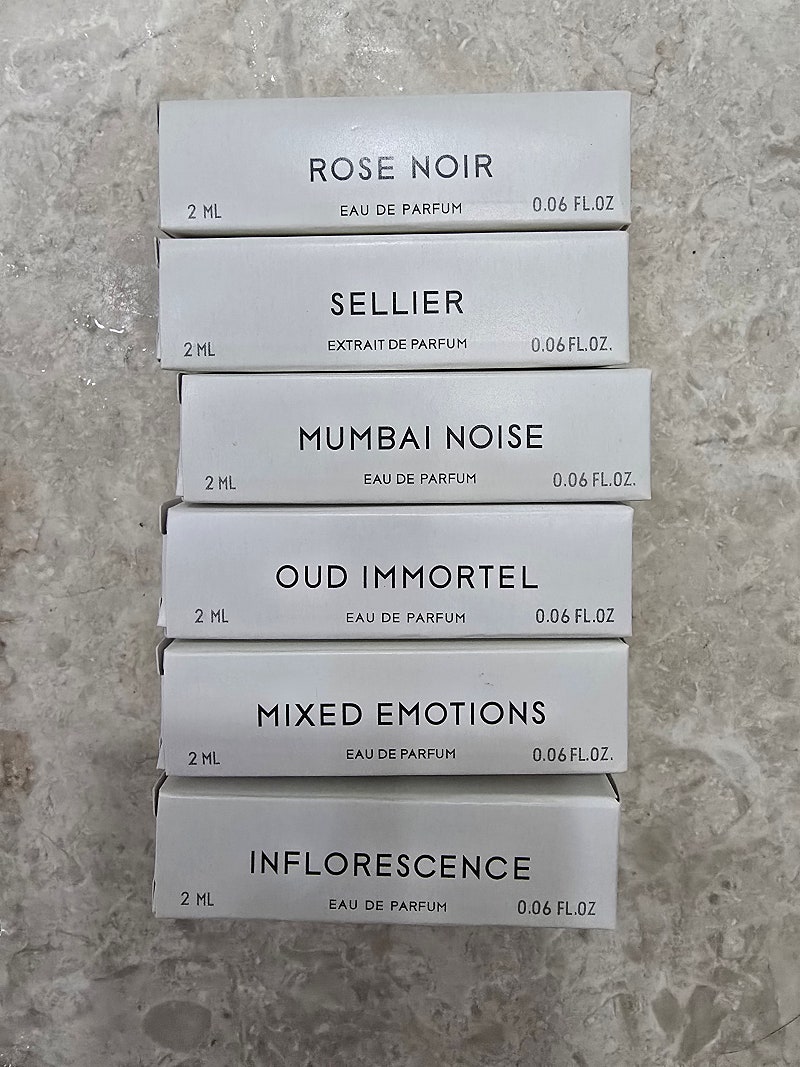 ROSE NOIR
2 ML EAU DE PARFUM 0.06 FL.OZ
SELLIER
2 ML EXTRAIT DE PARFUM 0.06 FL.OZ.
MUMBAI NOISE
2 ML EAU DE PARFUM 0.06 FL.OZ.
OUD IMMORTEL
2 ML EAU DE PARFUM 0.06 FL.OZ
MIXED EMOTIONS
2 ML EAU DE PARFUM 0.06 FL.OZ.
INFLORESCENCE
2 ML EAU DE PARFUM 0.06 FL.OZ